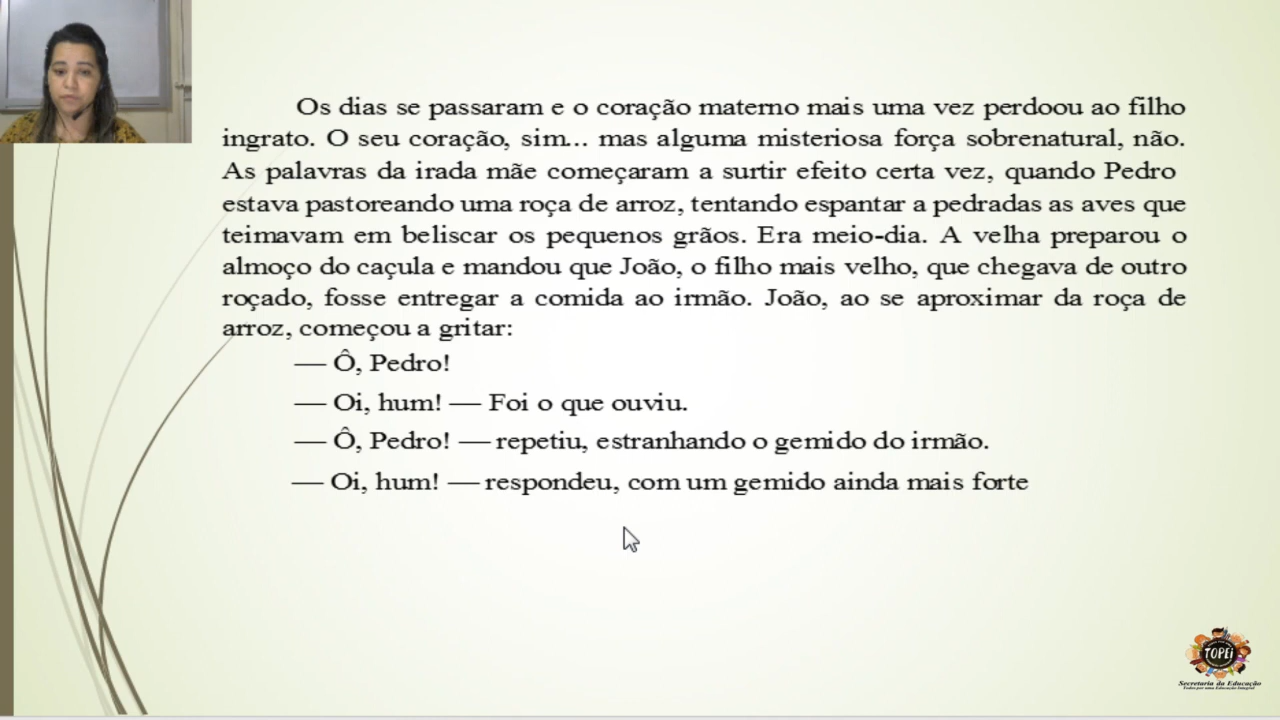 Os dias se passaram e o coração materno mais uma vez perdoou ao filho
ingrato. O seu coração, sim... mas alguma misteriosa força sobrenatural, não.
As palavras da irada mãe começaram a surtir efeito certa vez, quando Pedro
estava pastoreando uma roça de arroz, tentando espantar a pedradas as aves que
teimavam em beliscar os pequenos grãos. Era meio-dia. A velha preparou o
almoço do caçula e mandou que João, o filho mais velho, que chegava de outro
roçado, fosse entregar a comida ao irmão. João, ao se aproximar da roça de
arroz, começou a gritar:
— Ô, Pedro!
— Oi, hum! — Foi o que ouviu.
— Ô, Pedro! — repetiu, estranhando o gemido do irmão.
— Oi, hum! — respondeu, com um gemido ainda mais forte
TOPEi
Secretaria da Educação
Todos por uma Educação Integral